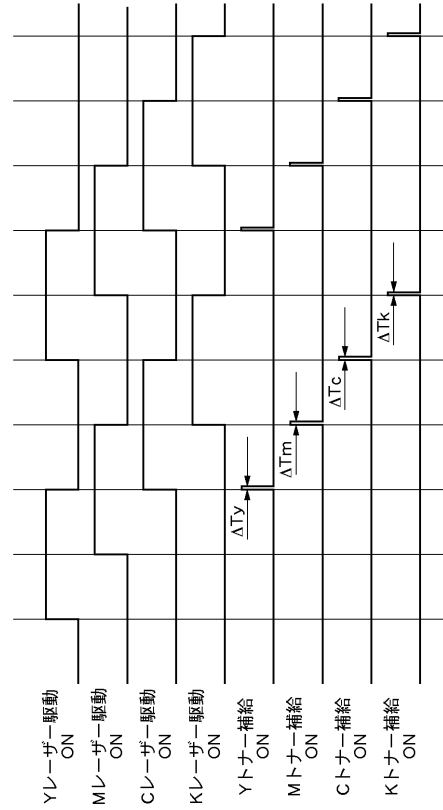 Yレーザー駆動
ON
Mレーザー駆動
ON
Cレーザー駆動
ON
Kレーザー駆動
ON
Yトナー補給
ON
Mトナー補給
ON
Cトナー補給
ON
Kトナー補給
ON
ΔTy
ΔTm
ΔTc
ΔTk